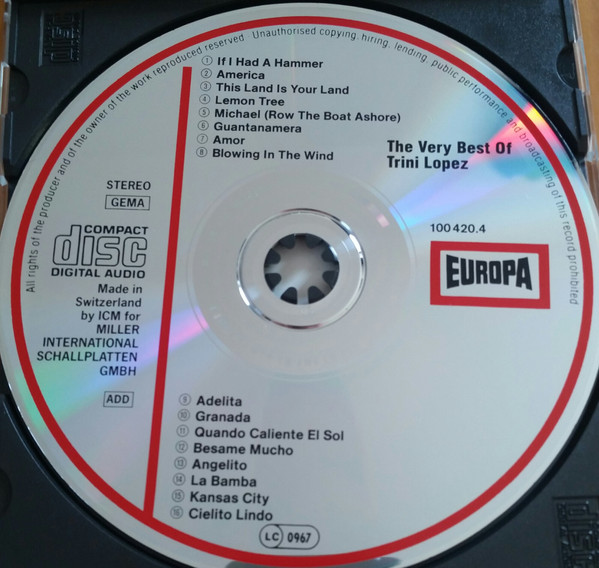 All rights of the producer and of the owner of the work reproduced reserved Unauthorised copying, hiring, lending, public performance and broadcasting of this record prohibited
1 If I Had A Hammer
2 America
3 This Land Is Your Land
4 Lemon Tree
5 Michael (Row The Boat Ashore)
6 Guantanamera
7 Amor
8 Blowing In The Wind
The Very Best Of
Trini Lopez
STEREO
GEMA
100 420.4
COMPACT
disc
DIGITAL AUDIO
EUROPA
Made in
Switzerland
by ICM for
MILLER
INTERNATIONAL
SCHALLPLATTEN
GMBH
ADD
9 Adelita
10 Granada
11 Quando Caliente El Sol
12 Besame Mucho
13 Angelito
14 La Bamba
15 Kansas City
16 Cielito Lindo
LC 0967